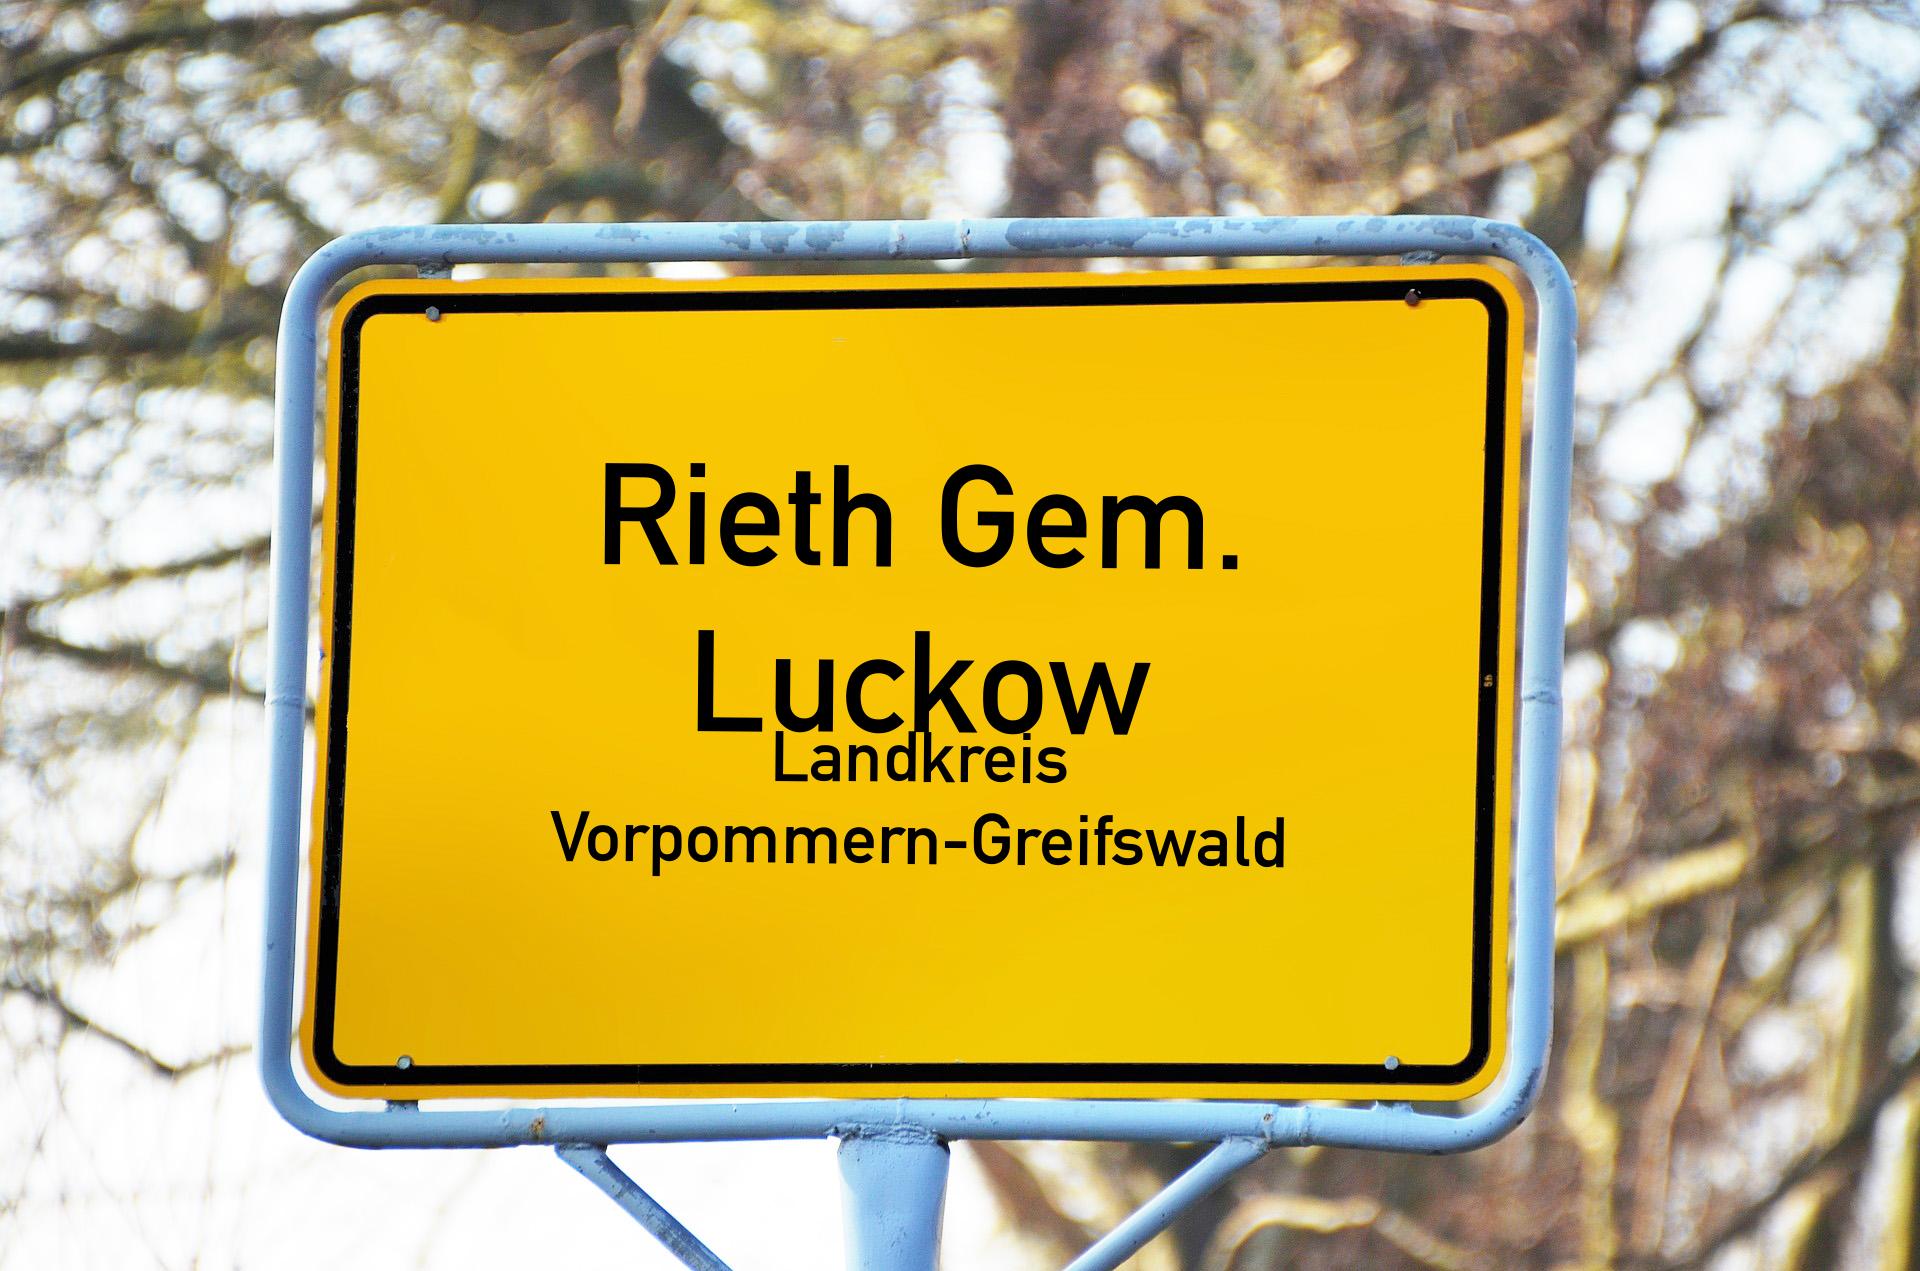 Rieth Gem.
Luckow
Landkreis
Vorpommern-Greifswald